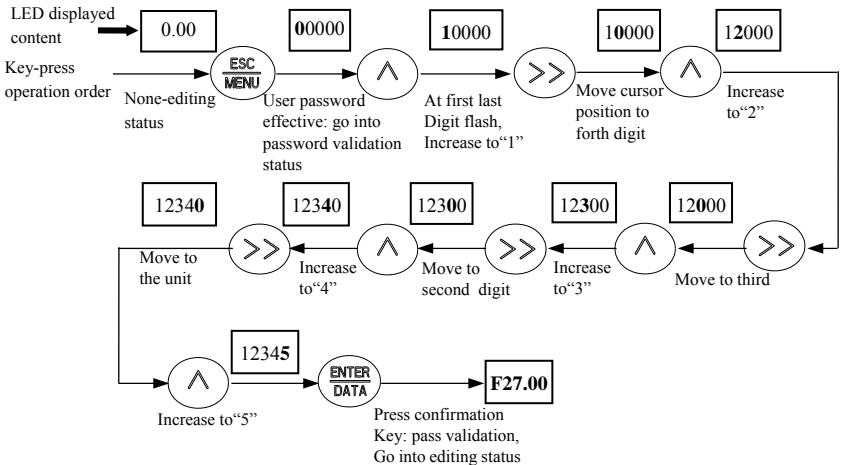 LED displayed
content
0.00
00000
10000
10000
12000
Key-press
operation order
ESC
MENU
∧
>>
∧
None-editing
status
User password
effective: go into
password validation
status
At first last
Digit flash,
Increase to“1”
Move cursor
position to
forth digit
Increase
to“2”
12340
12340
12300
12300
12000
>>
∧
>>
∧
>>
Move to
the unit
Increase
to“4”
Move to
second digit
Increase
to“3”
Move to third
12345
∧
ENTER
DATA
F27.00
Increase to“5”
Press confirmation
Key: pass validation,
Go into editing status